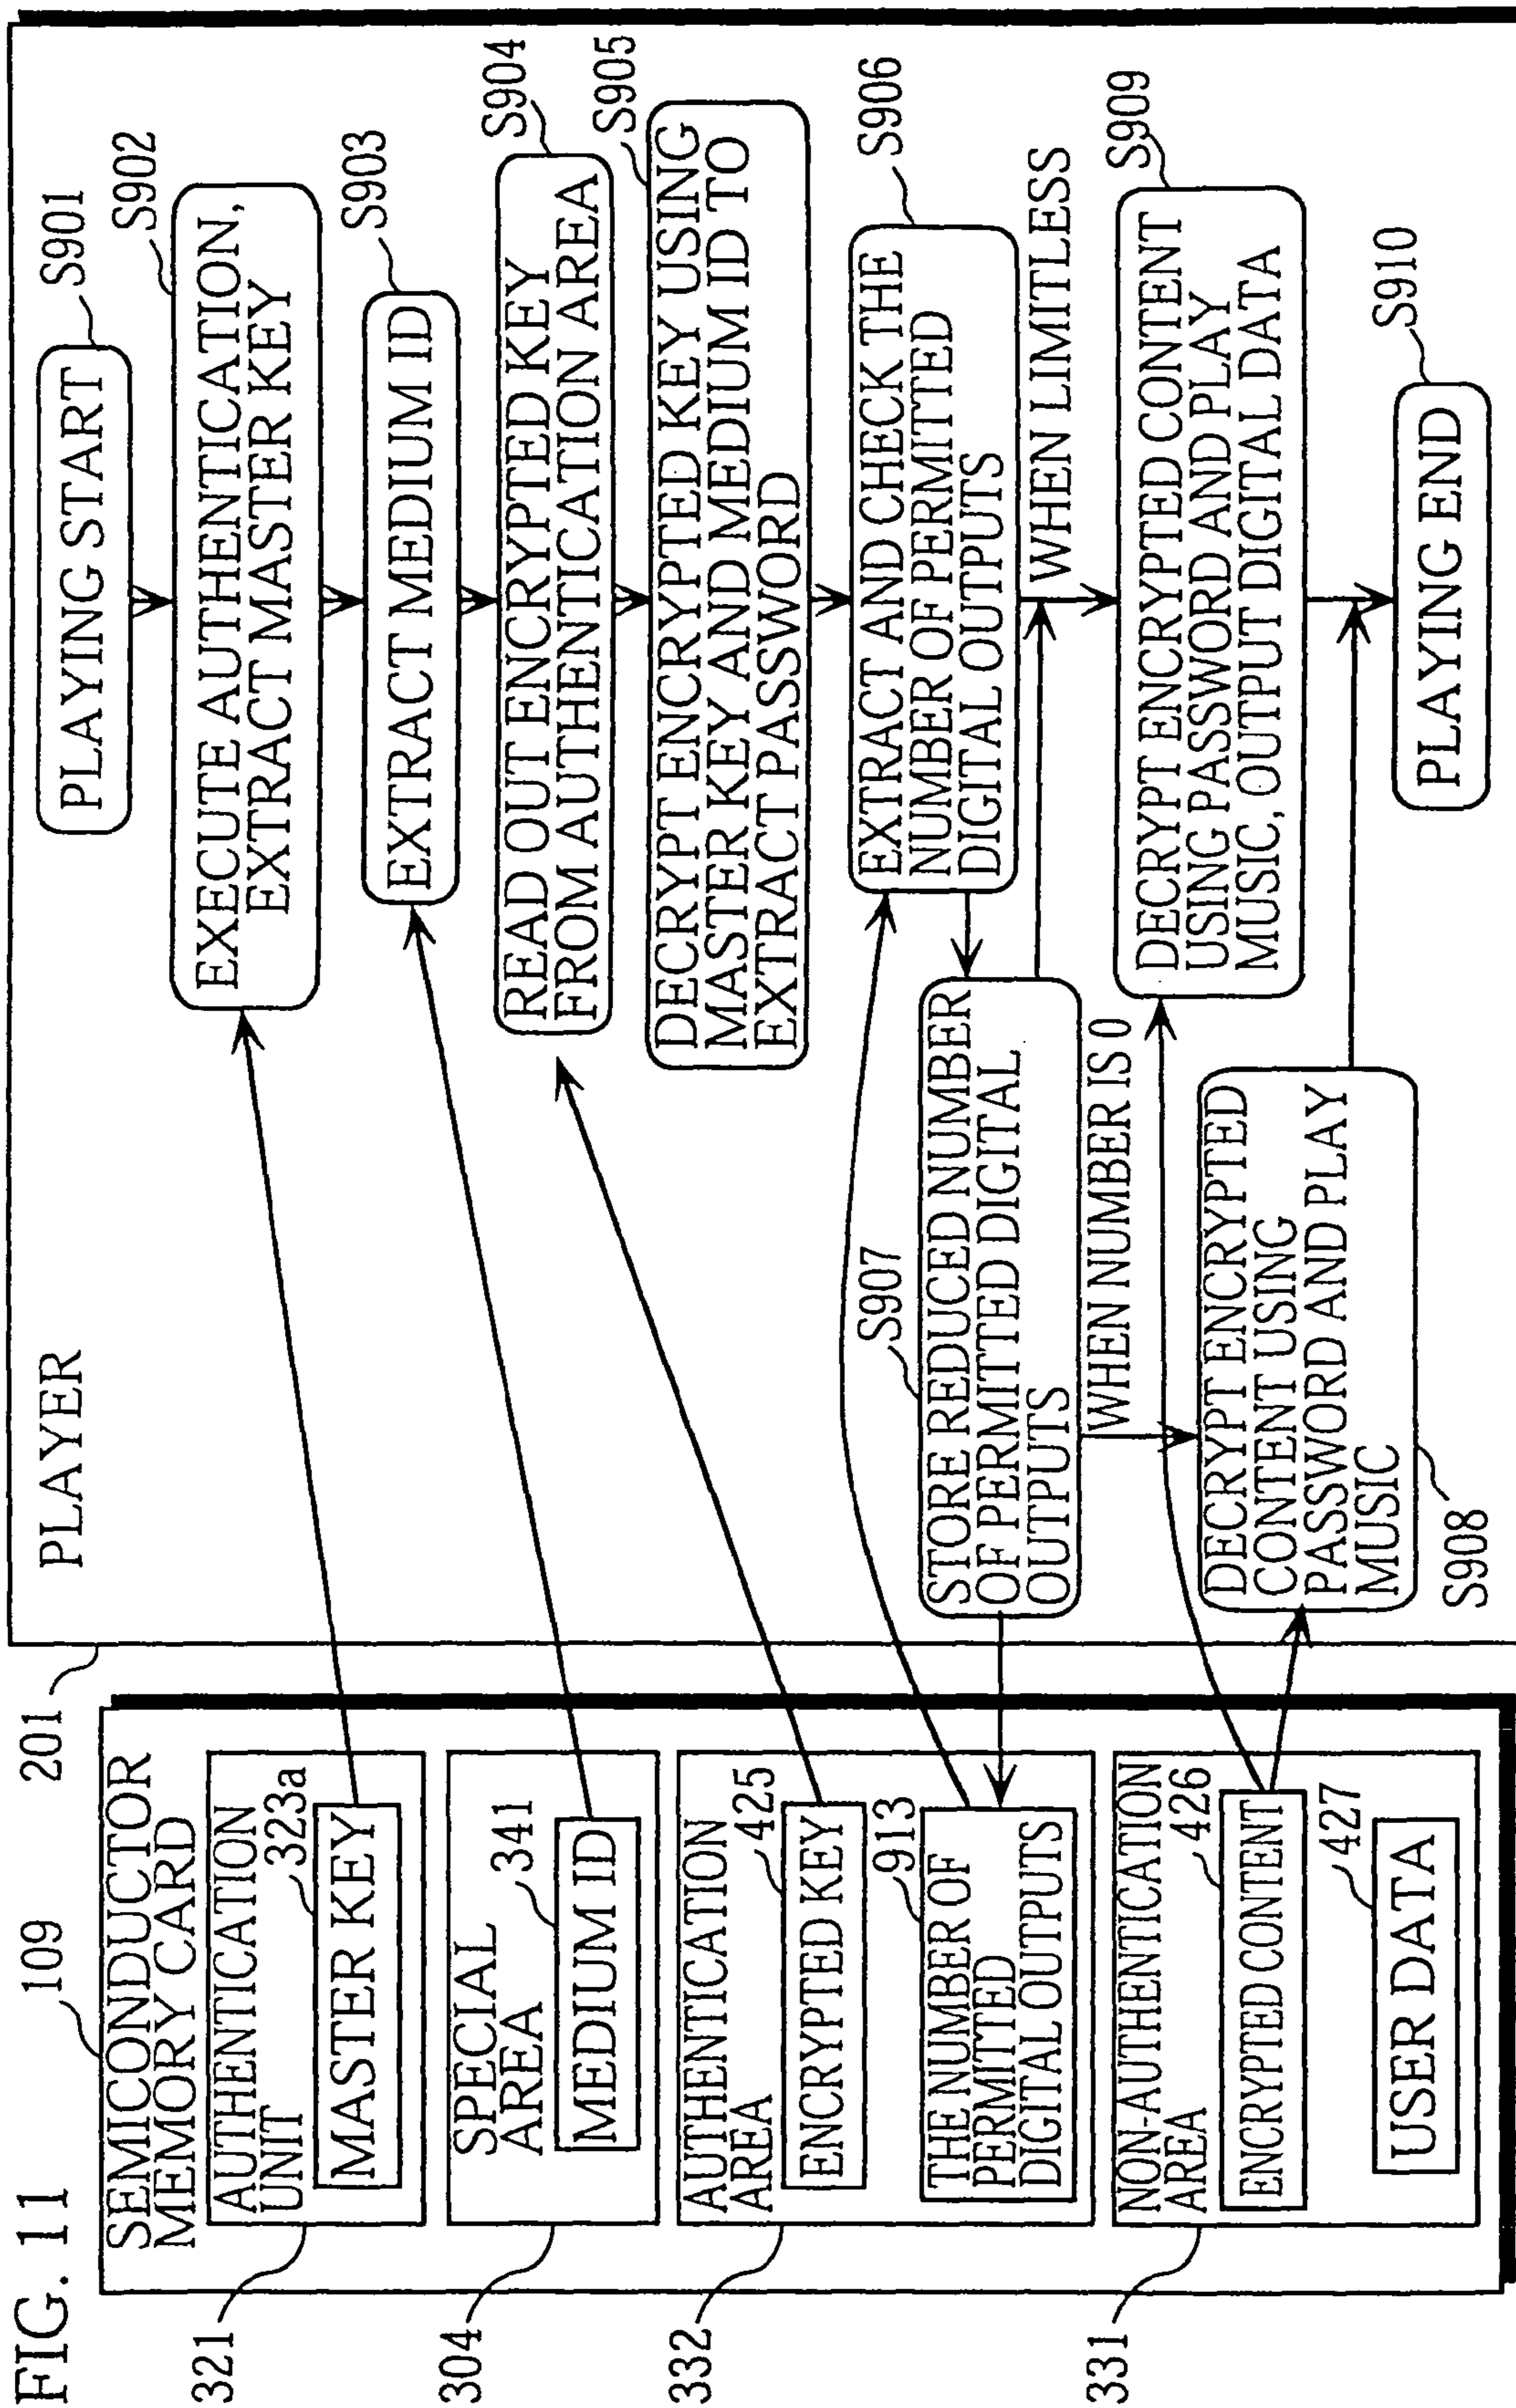 FIG. 11
109
201
SEMICONDUCTOR
MEMORY CARD
321
AUTHENTICATION
UNIT
323a
MASTER KEY
304
SPECIAL
AREA
341
MEDIUM ID
332
AUTHENTICATION
AREA
425
ENCRYPTED KEY
913
THE NUMBER OF
PERMITTED
DIGITAL OUTPUTS
331
NON-AUTHENTICATION
AREA
426
ENCRYPTED CONTENT
427
USER DATA
PLAYER
PLAYING START
S901
EXECUTE AUTHENTICATION,
EXTRACT MASTER KEY
S902
EXTRACT MEDIUM ID
S903
READ OUT ENCRYPTED KEY
FROM AUTHENTICATION AREA
S904
DECRYPT ENCRYPTED KEY USING
MASTER KEY AND MEDIUM ID TO
EXTRACT PASSWORD
S905
EXTRACT AND CHECK THE
NUMBER OF PERMITTED
DIGITAL OUTPUTS
S906
S907
STORE REDUCED NUMBER
OF PERMITTED DIGITAL
OUTPUTS
WHEN LIMITLESS
WHEN NUMBER IS 0
DECRYPT ENCRYPTED
CONTENT USING
PASSWORD AND PLAY
MUSIC
S908
DECRYPT ENCRYPTED CONTENT
USING PASSWORD AND PLAY
MUSIC, OUTPUT DIGITAL DATA
S909
PLAYING END
S910